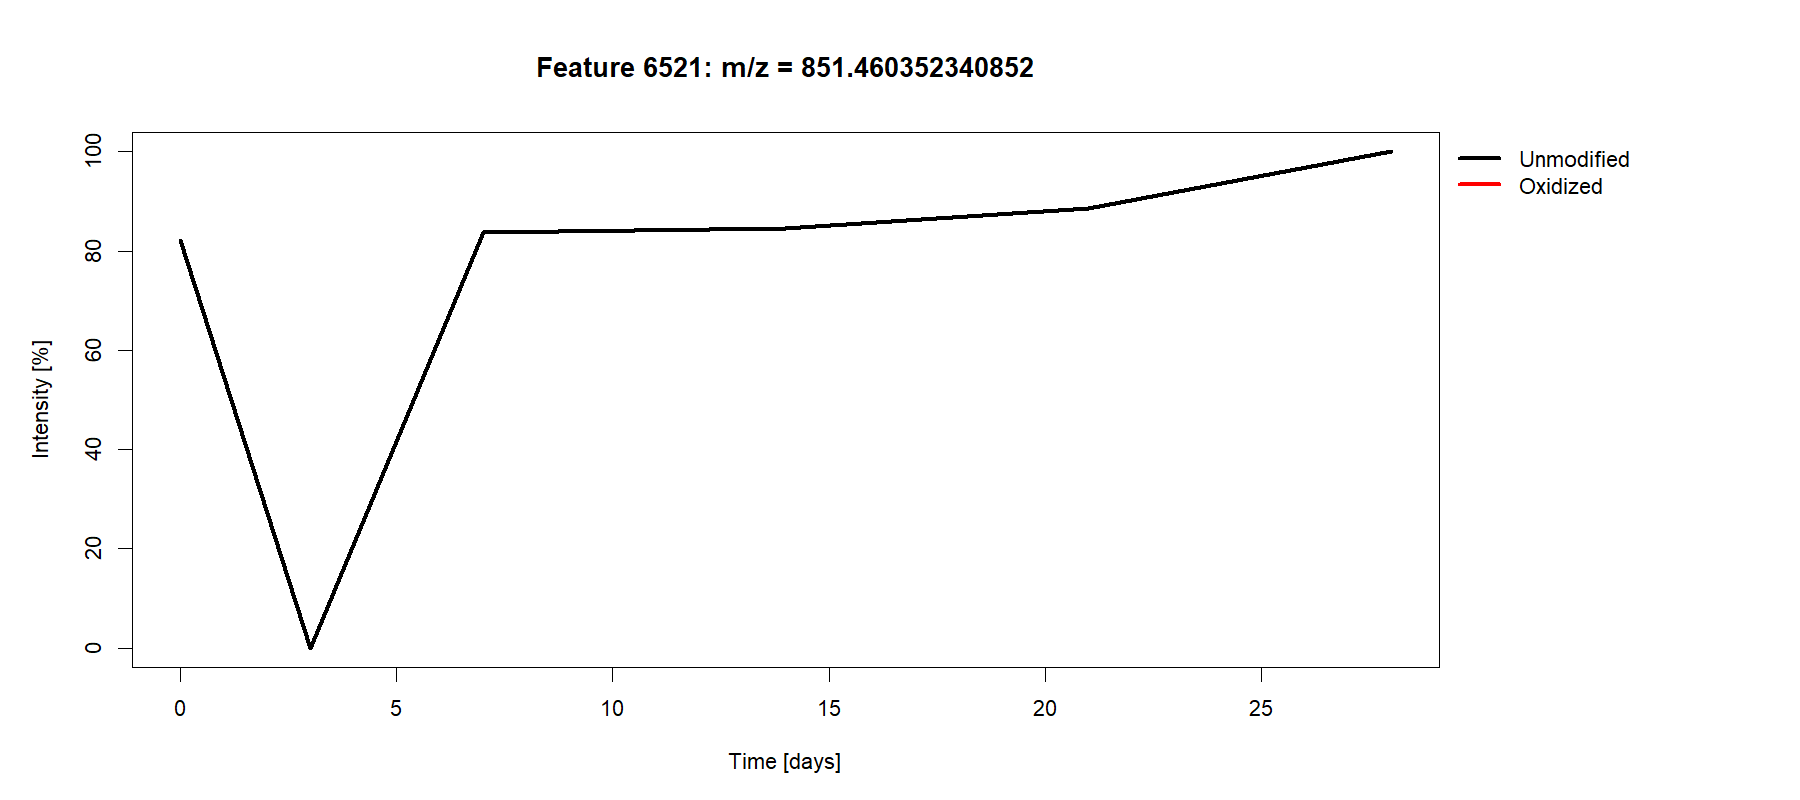 Feature 6521: m/z = 851.460352340852
Unmodified
Oxidized
Intensity [%]
100
80
60
40
20
0
0 5 10 15 20 25
Time [days]